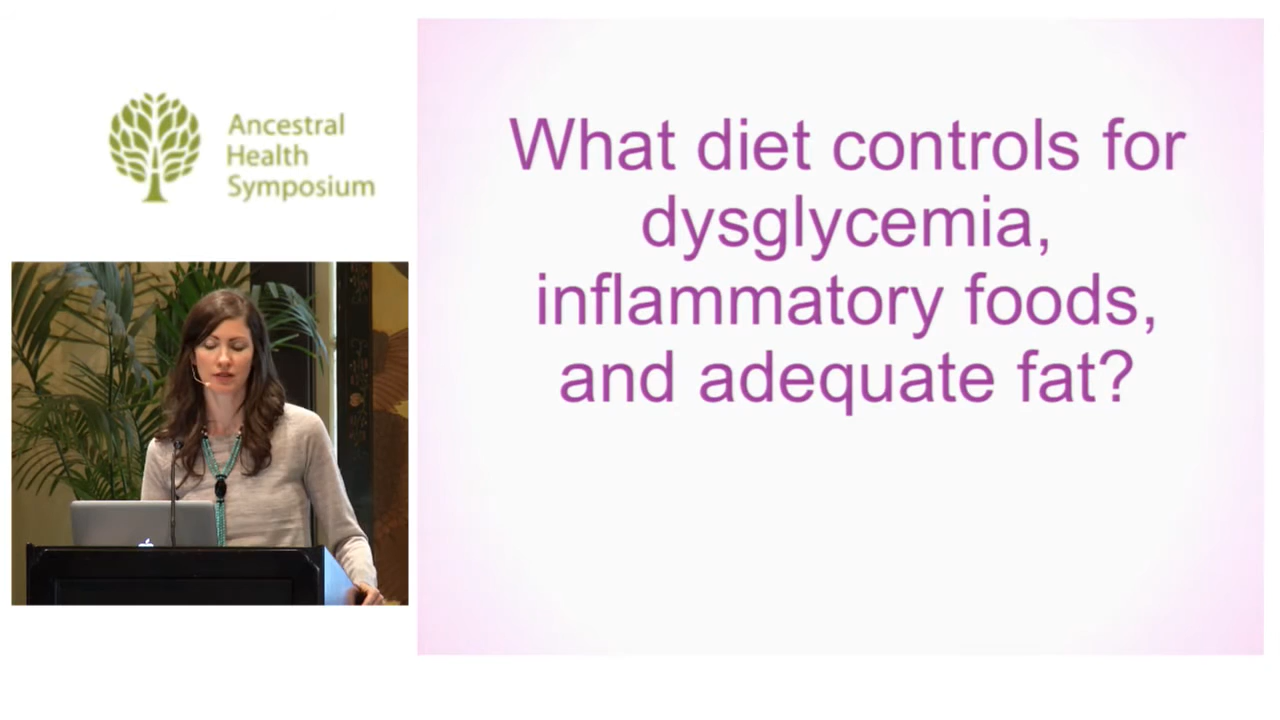 Ancestral
Health
Symposium
What diet controls for
dysglycemia,
inflammatory foods,
and adequate fat?